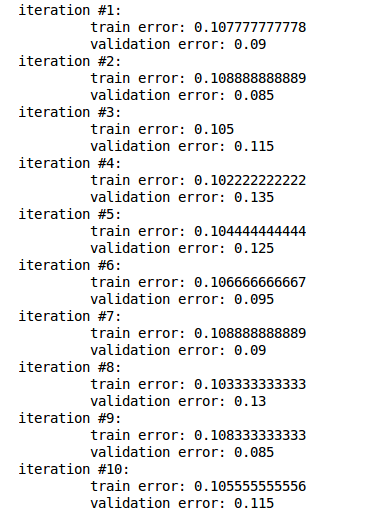 iteration #1:
train error: 0.107777777778
validation error: 0.09
iteration #2:
train error: 0.108888888889
validation error: 0.085
iteration #3:
train error: 0.105
validation error: 0.115
iteration #4:
train error: 0.102222222222
validation error: 0.135
iteration #5:
train error: 0.104444444444
validation error: 0.125
iteration #6:
train error: 0.106666666667
validation error: 0.095
iteration #7:
train error: 0.108888888889
validation error: 0.09
iteration #8:
train error: 0.103333333333
validation error: 0.13
iteration #9:
train error: 0.108333333333
validation error: 0.085
iteration #10:
train error: 0.105555555556
validation error: 0.115